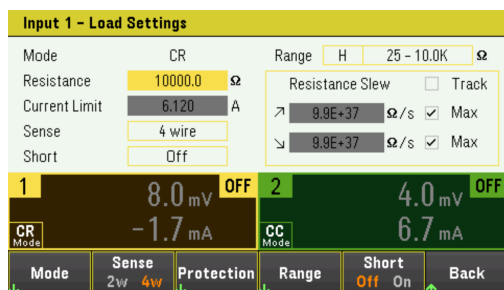 Input 1 – Load Settings
Mode CR Range H 25 – 10.0K Ω
Resistance 10000.0 Ω Resistance Slew Track
Current Limit 6.120 A ↗ 9.9E+37 Ω/s ✓ Max
Sense 4 wire ↘ 9.9E+37 Ω/s ✓ Max
Short Off
1 8.0 mV OFF 2 4.0 mV OFF
CR Mode −1.7 mA CC Mode 6.7 mA
Mode Sense 2w 4w Protection Range Short Off On Back